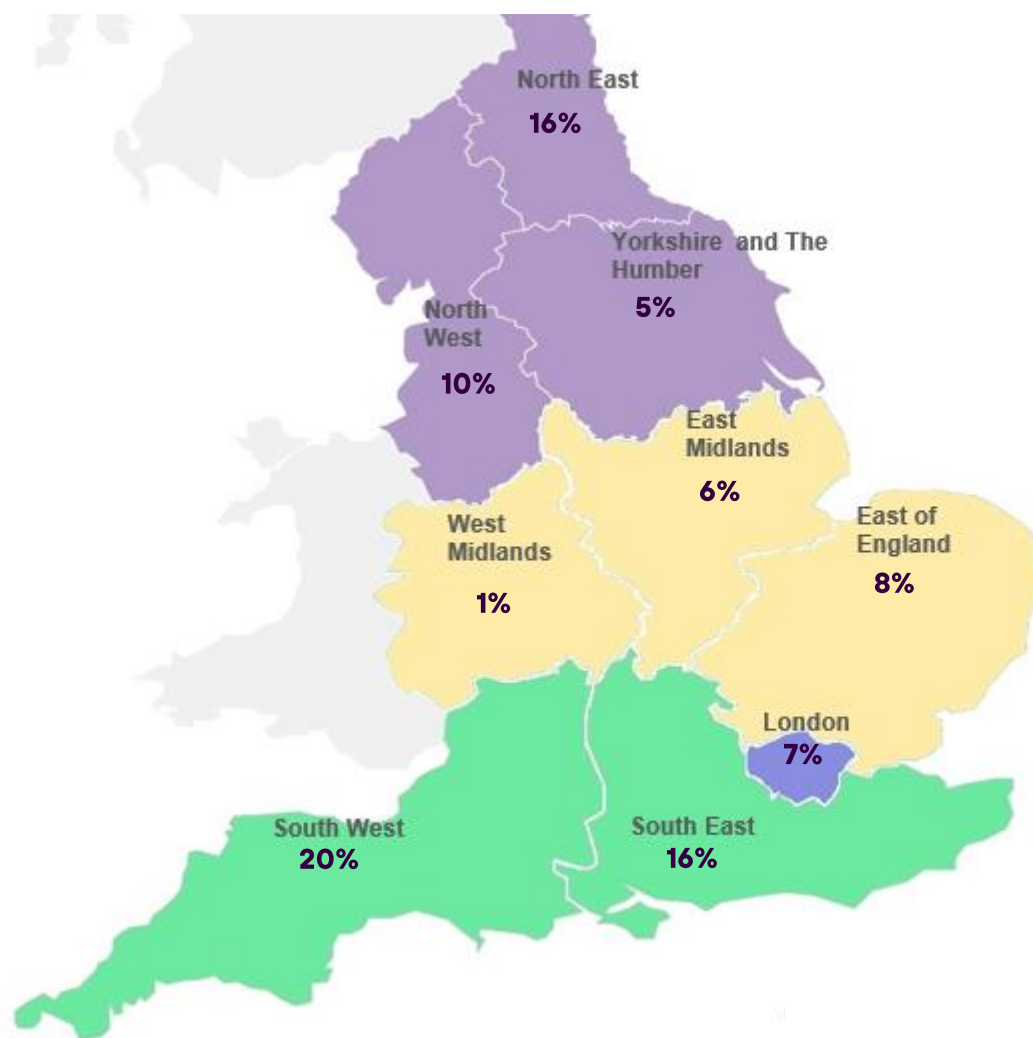 North East
16%
Yorkshire and The
Humber
5%
North
West
10%
East
Midlands
6%
West
Midlands
1%
East of
England
8%
London
7%
South West
20%
South East
16%